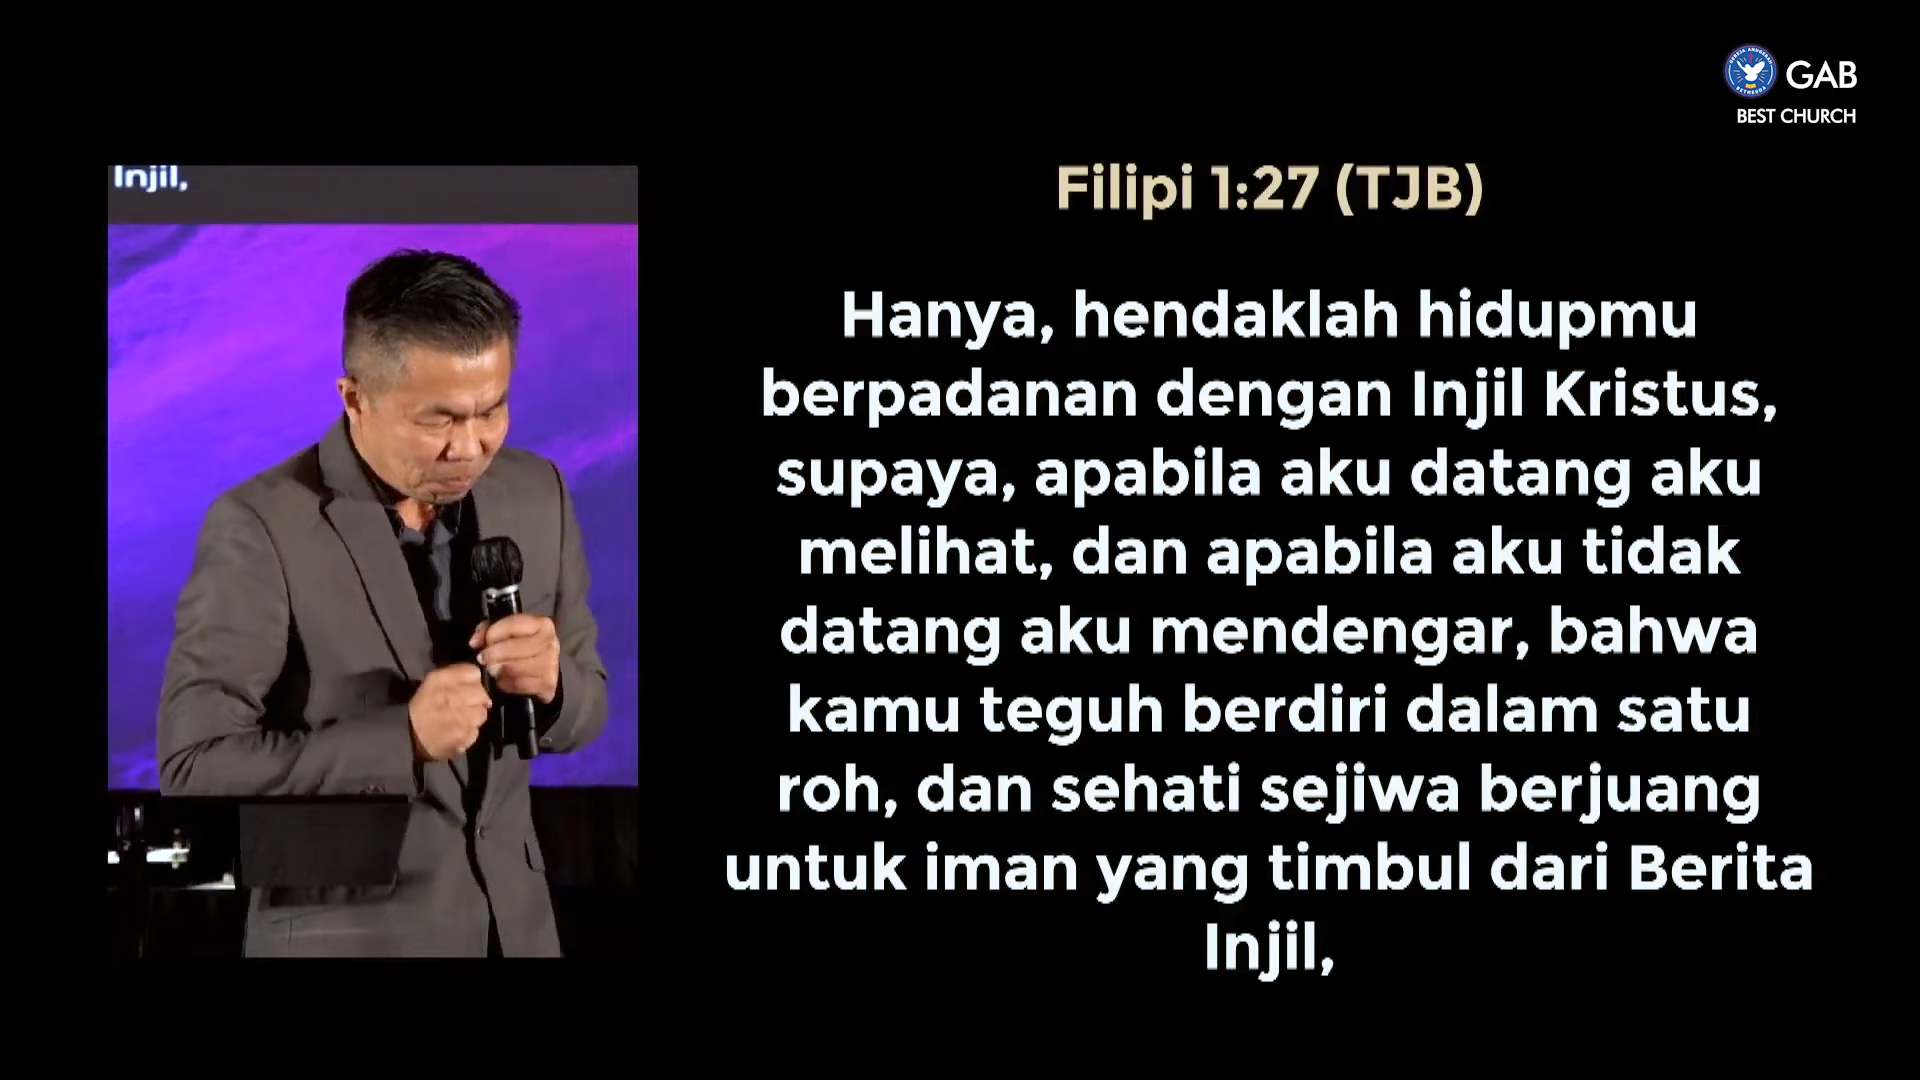 GAB
BEST CHURCH
Injil,
Filipi 1:27 (TJB)
Hanya, hendaklah hidupmu
berpadanan dengan Injil Kristus,
supaya, apabila aku datang aku
melihat, dan apabila aku tidak
datang aku mendengar, bahwa
kamu teguh berdiri dalam satu
roh, dan sehati sejiwa berjuang
untuk iman yang timbul dari Berita
Injil,